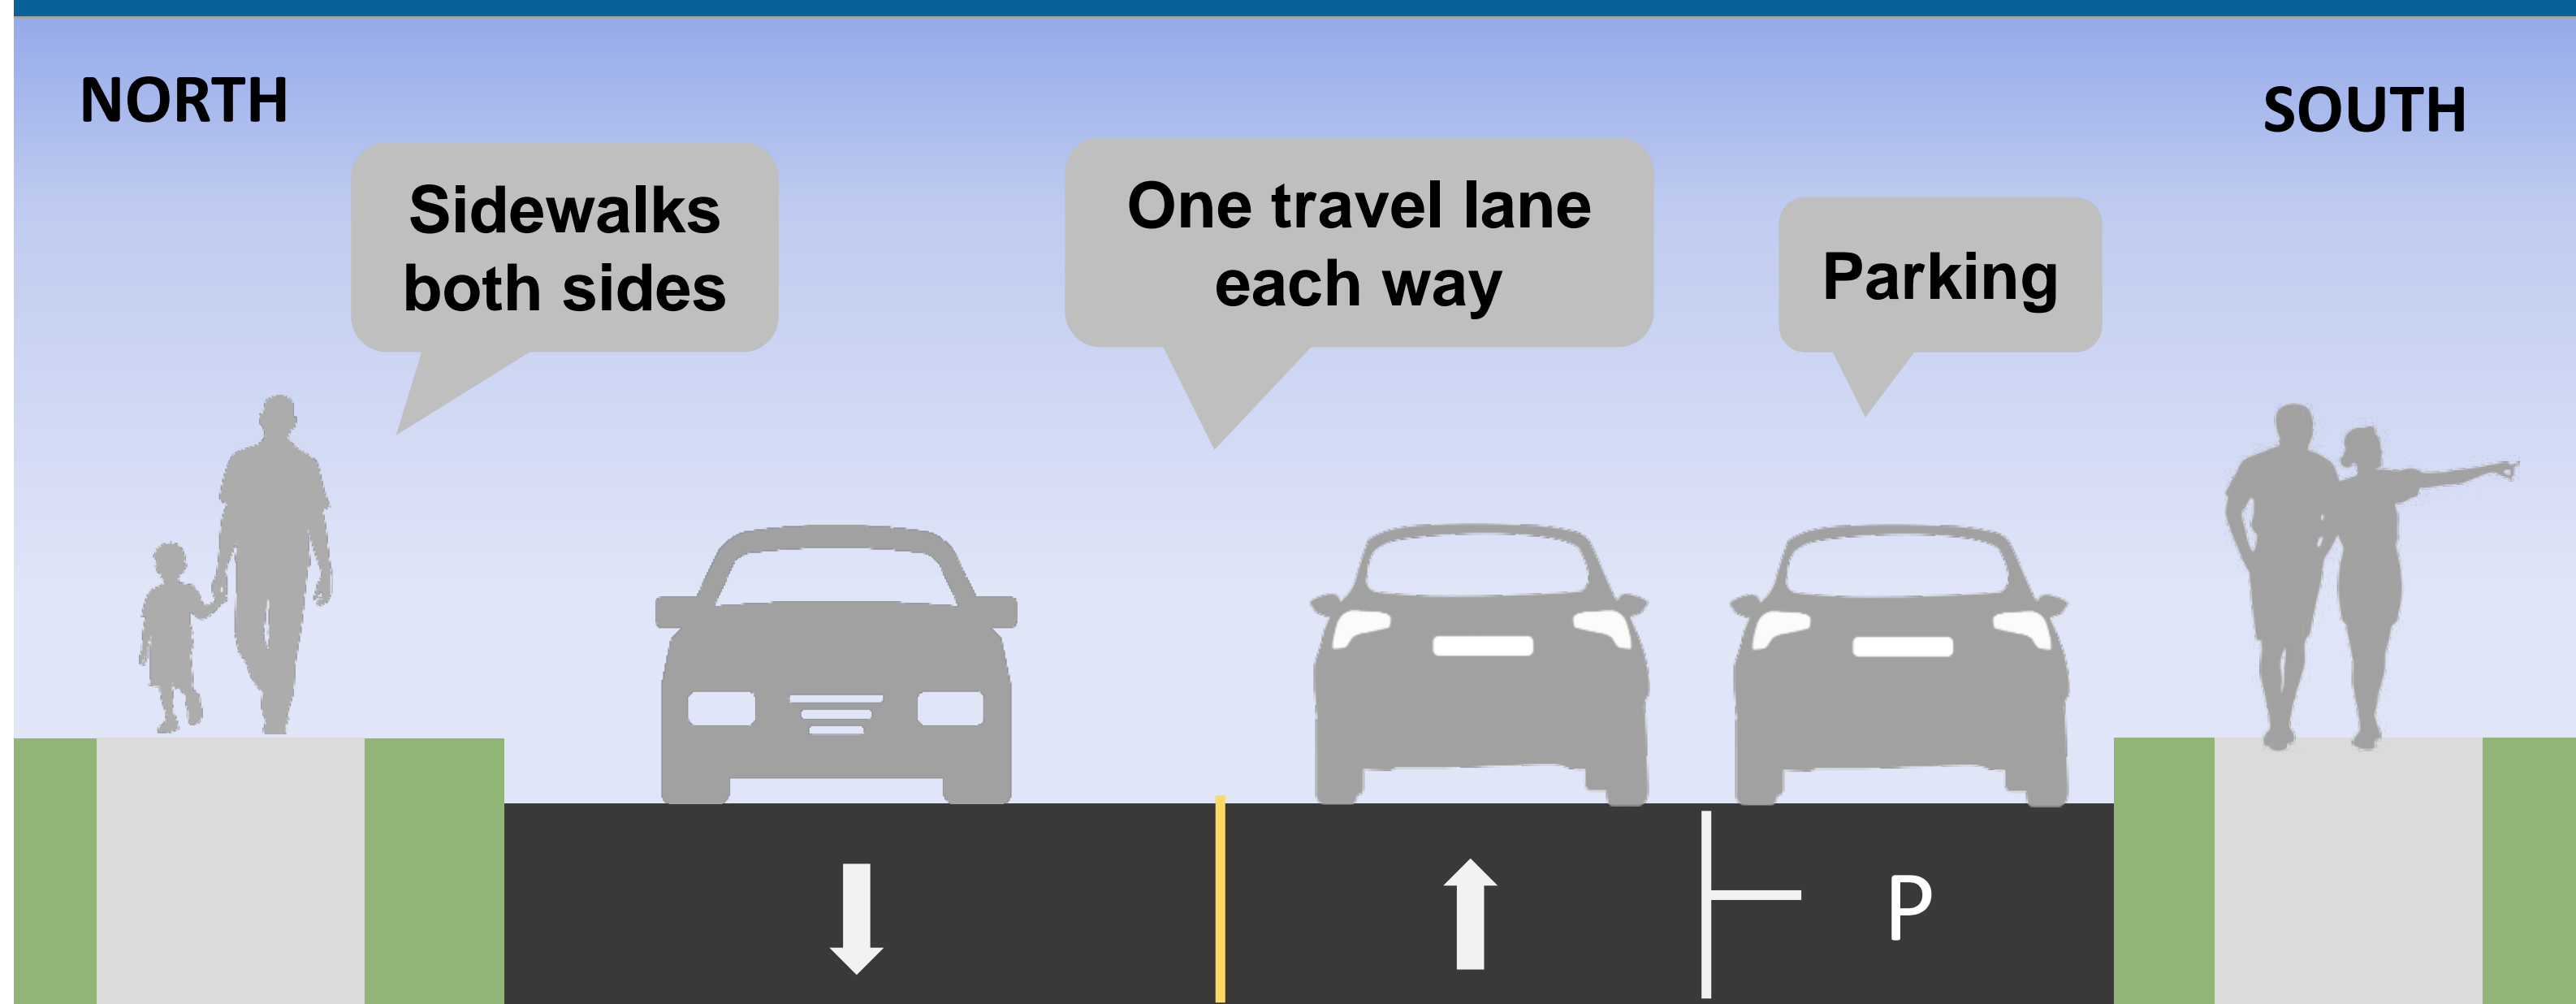 NORTH
SOUTH
Sidewalks
both sides
One travel lane
each way
Parking
P